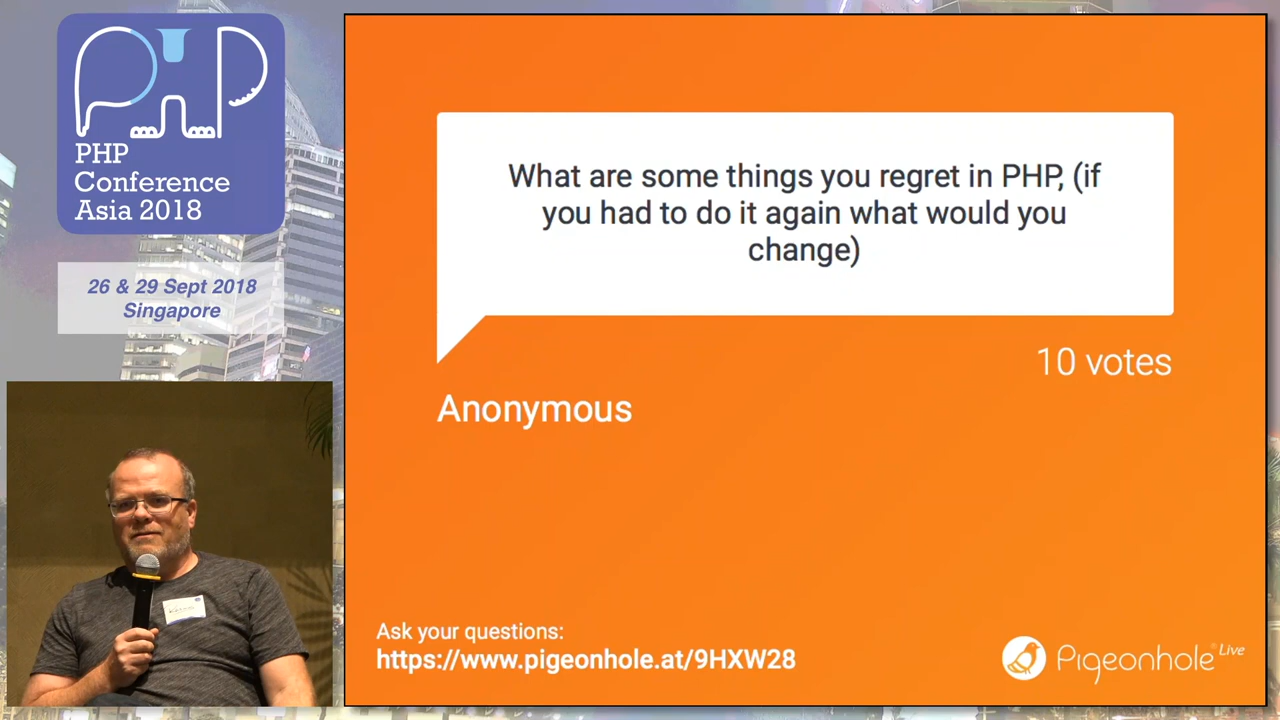 PHP
PHP
Conference
Asia 2018
26 & 29 Sept 2018
Singapore
What are some things you regret in PHP, (if
you had to do it again what would you
change)
10 votes
Anonymous
Ask your questions:
https://www.pigeonhole.at/9HXW28
Pigeonhole Live